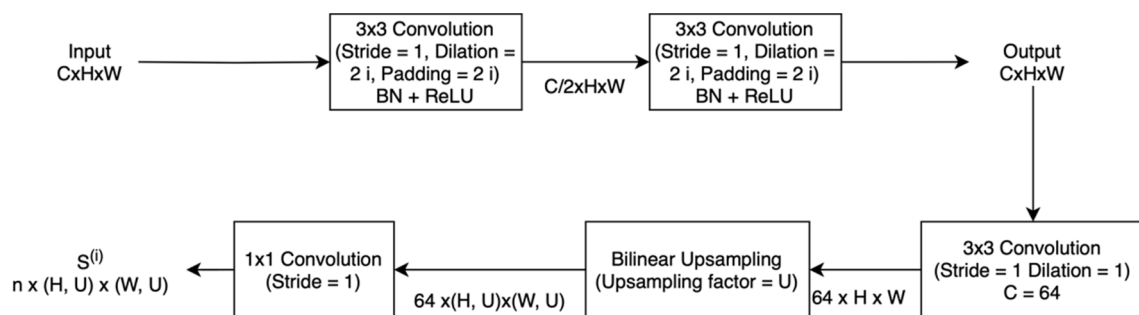 Input
CxHxW
3x3 Convolution
(Stride = 1, Dilation =
2 i, Padding = 2 i)
BN + ReLU
C/2xHxW
3x3 Convolution
(Stride = 1, Dilation =
2 i, Padding = 2 i)
BN + ReLU
Output
CxHxW
3x3 Convolution
(Stride = 1 Dilation = 1)
C = 64
64 x H x W
Bilinear Upsampling
(Upsampling factor = U)
64 x(H, U)x(W, U)
1x1 Convolution
(Stride = 1)
S(i)
n x (H, U) x (W, U)